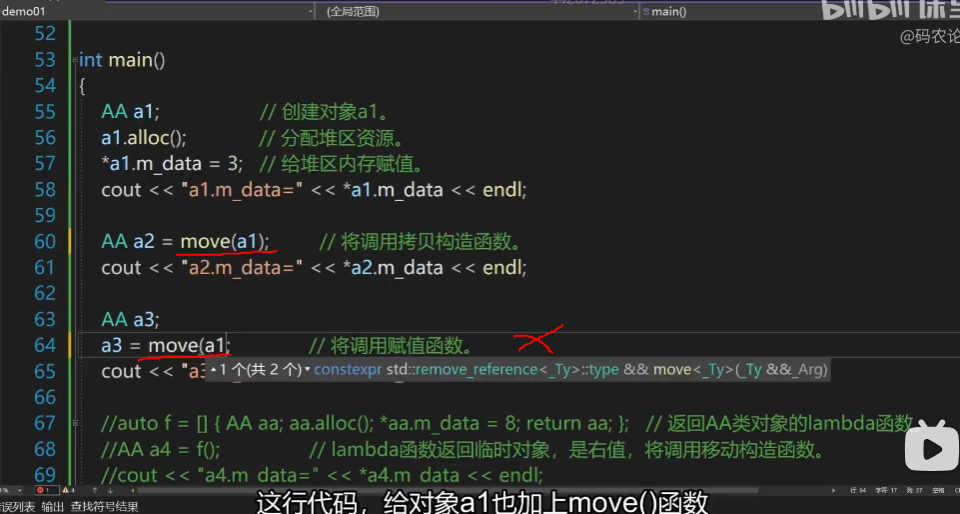 demo01 (全局范围) main()
@码农论
52
53 int main()
54 {
55 AA a1; // 创建对象a1。
56 a1.alloc(); // 分配堆区资源。
57 *a1.m_data = 3; // 给堆区内存赋值。
58 cout << "a1.m_data=" << *a1.m_data << endl;
59
60 AA a2 = move(a1); // 将调用拷贝构造函数。
61 cout << "a2.m_data=" << *a2.m_data << endl;
62
63 AA a3;
64 a3 = move(a1; // 将调用赋值函数。
65 cout << "a3
1 个(共 2 个) constexpr std::remove_reference<_Ty>::type && move<_Ty>(_Ty &&_Arg)
66
67 //auto f = [] { AA aa; aa.alloc(); *aa.m_data = 8; return aa; }; // 返回AA类对象的lambda函数。
68 //AA a4 = f(); // lambda函数返回临时对象，是右值，将调用移动构造函数。
69 //cout << "a4.m_data=" << *a4.m_data << endl;
误列表 输出 查找符号结果
这行代码，给对象a1也加上move()函数